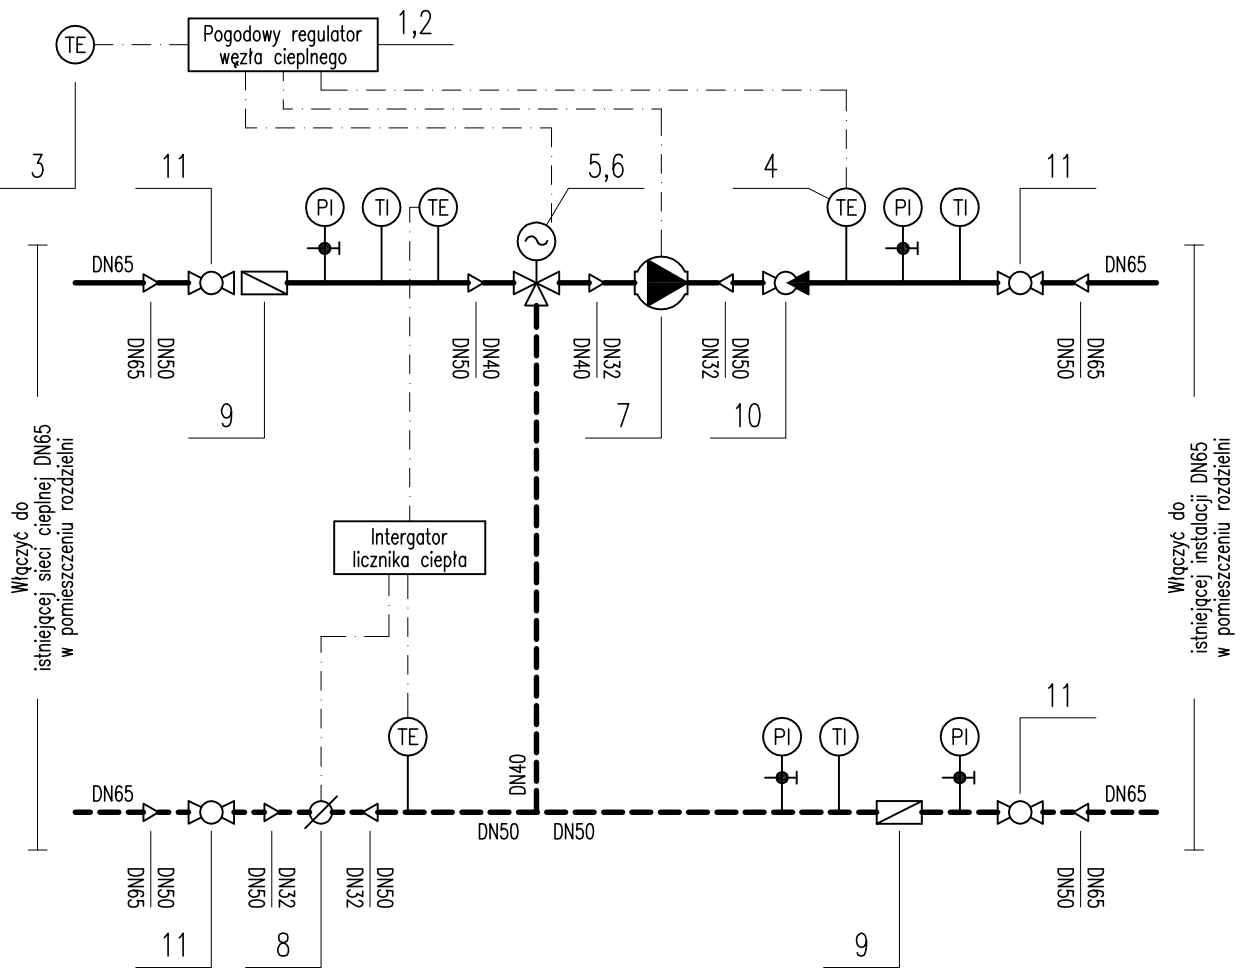 TE
Pogodowy regulator
węzła cieplnego
1,2
3
11
5,6
4
11
PI
TI
TE
TE
PI
TI
DN65
DN65
DN65
DN50
DN50
DN40
DN40
DN32
DN32
DN50
DN50
DN65
9
7
10
Włączyć do
istniejącej sieci cieplnej DN65
w pomieszczeniu rozdzielni
Włączyć do
istniejącej instalacji DN65
w pomieszczeniu rozdzielni
Intergator
licznika ciepła
11
TE
PI
TI
PI
DN40
DN65
DN65
DN50
DN50
DN65
DN50
DN50
DN32
DN32
DN50
DN50
DN65
11
8
9